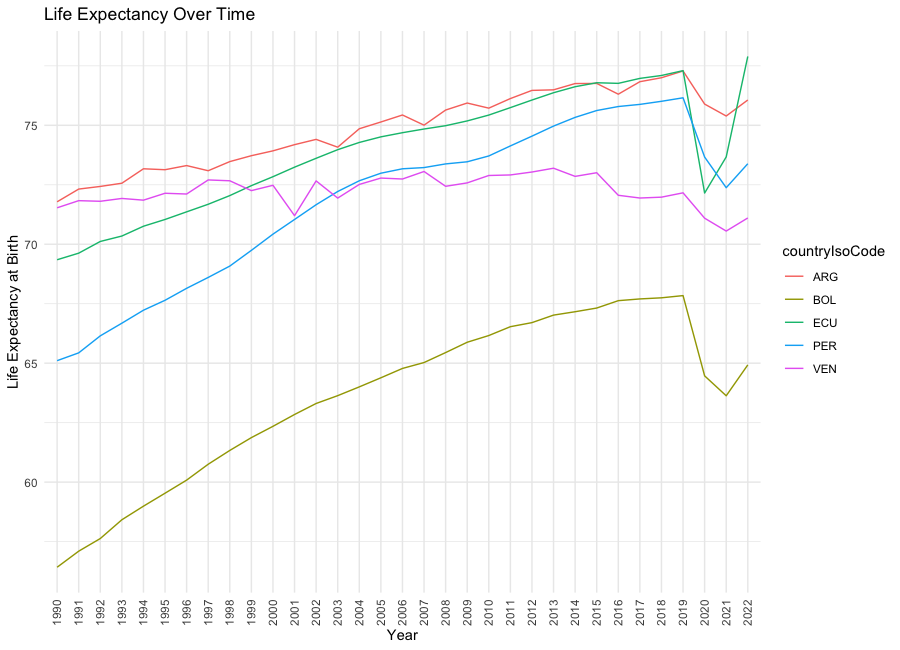 Life Expectancy Over Time
Life Expectancy at Birth
75
70
65
60
1990 1991 1992 1993 1994 1995 1996 1997 1998 1999 2000 2001 2002 2003 2004 2005 2006 2007 2008 2009 2010 2011 2012 2013 2014 2015 2016 2017 2018 2019 2020 2021 2022
Year
countryIsoCode
ARG
BOL
ECU
PER
VEN